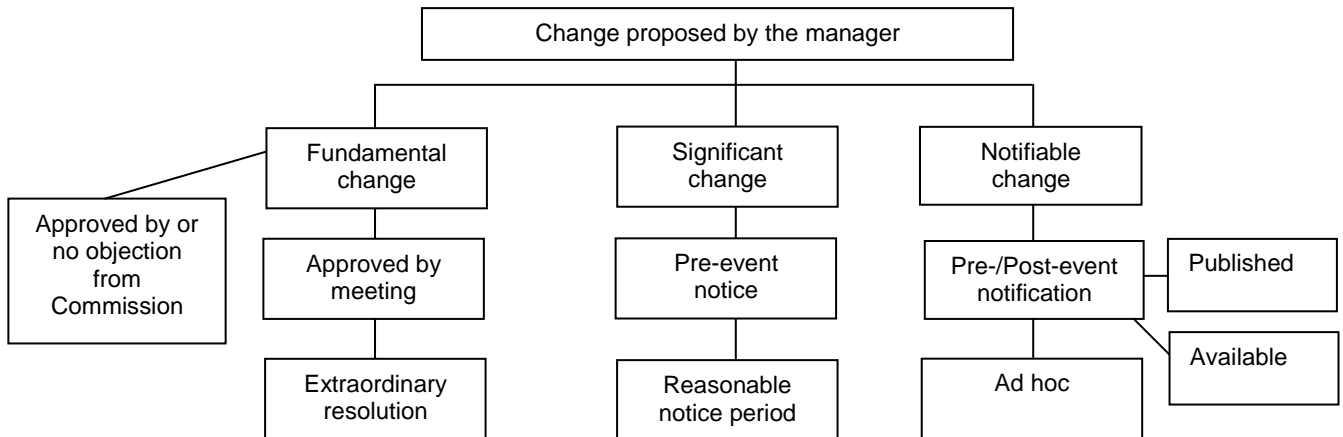 Change proposed by the manager
Fundamental
change
Significant
change
Notifiable
change
Approved by or
no objection
from
Commission
Approved by
meeting
Pre-event
notice
Pre-/Post-event
notification
Published
Available
Extraordinary
resolution
Reasonable
notice period
Ad hoc